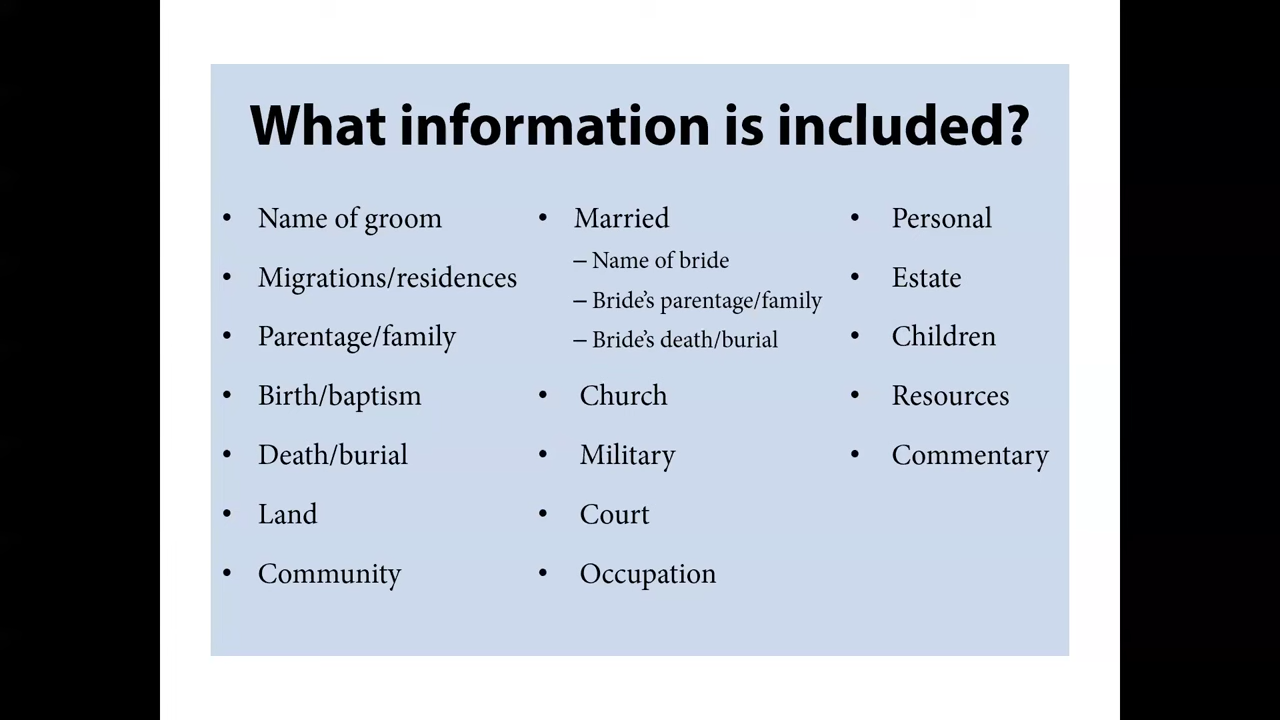 What information is included?
• Name of groom
• Migrations/residences
• Parentage/family
• Birth/baptism
• Death/burial
• Land
• Community
• Married
– Name of bride
– Bride’s parentage/family
– Bride’s death/burial
• Church
• Military
• Court
• Occupation
• Personal
• Estate
• Children
• Resources
• Commentary